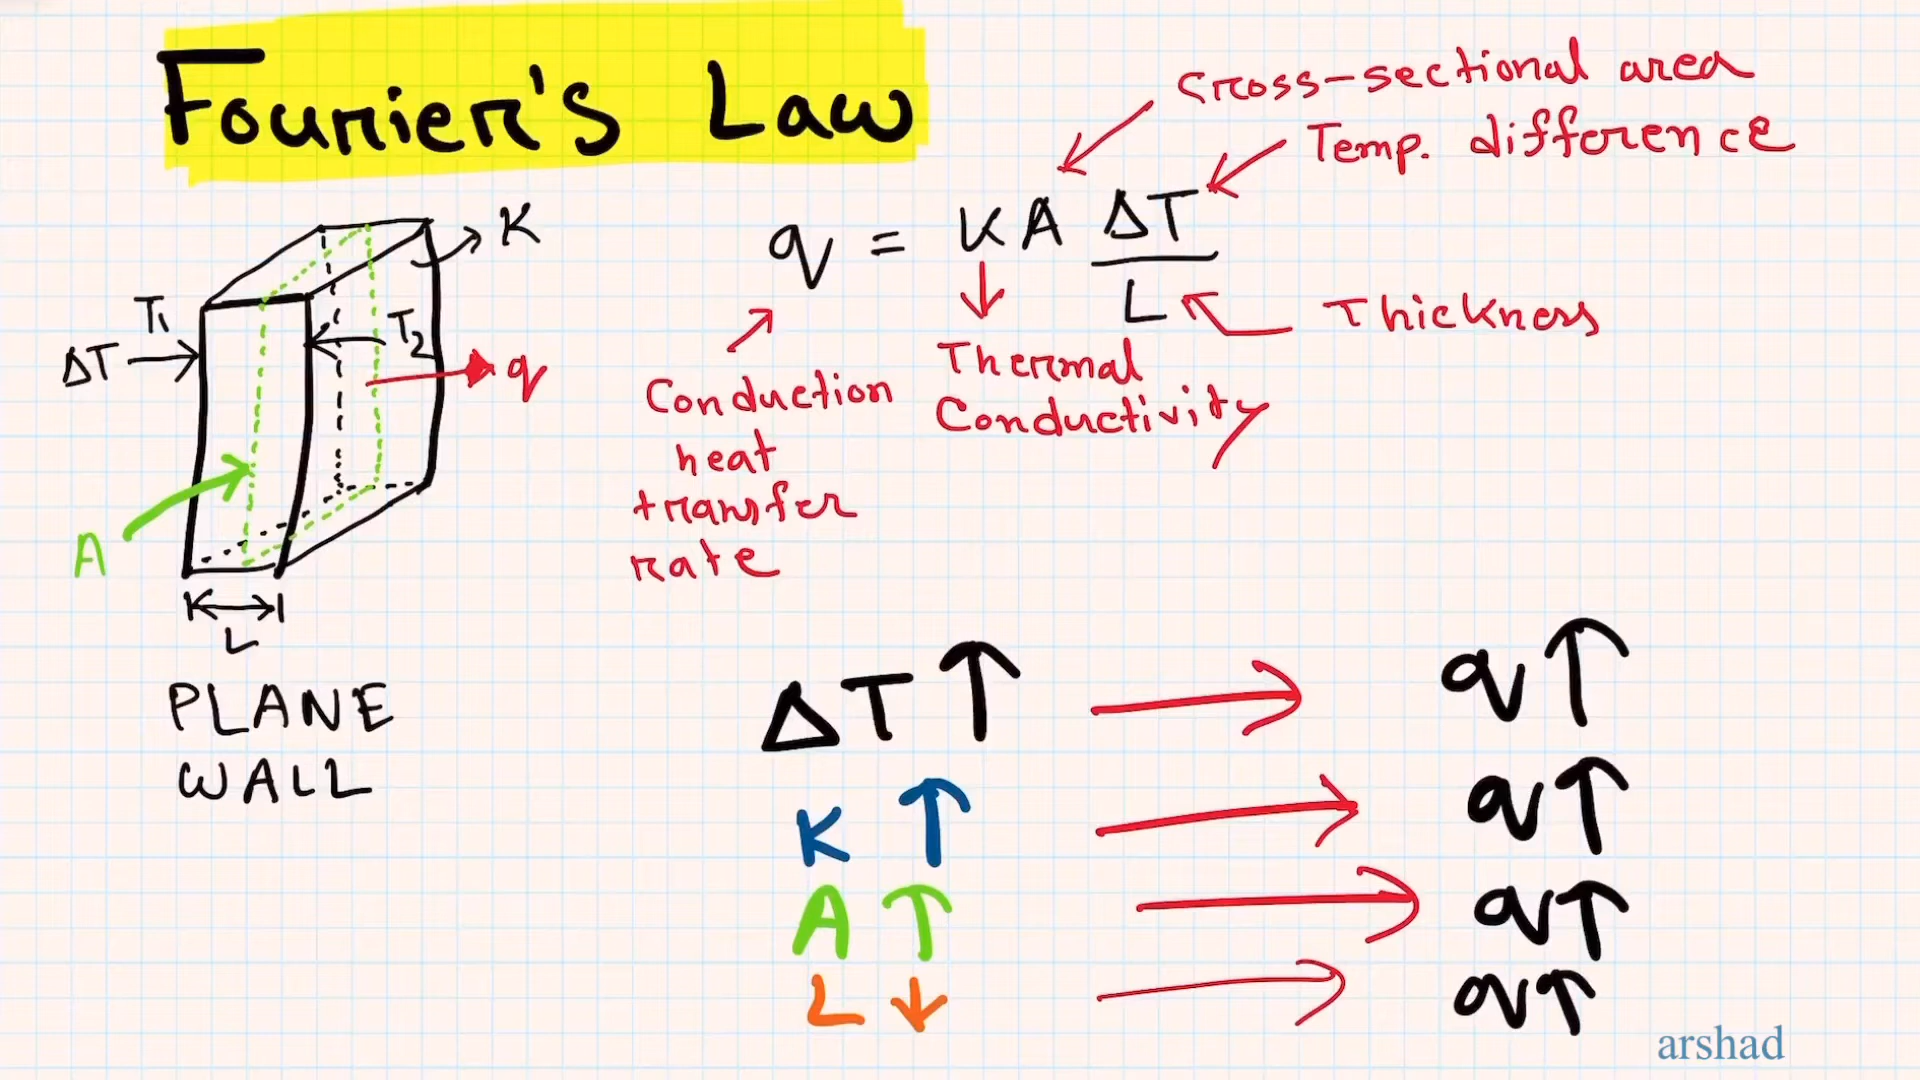 Fourier's Law
cross-sectional area
Temp. difference
q = KA ΔT/L
Thickness
Thermal
Conductivity
Conduction
heat
transfer
rate
K
T₁
ΔT
T₂
q
A
L
PLANE
WALL
ΔT ↑ → q ↑
K ↑ → q ↑
A ↑ → q ↑
L ↓ → q ↑
arshad